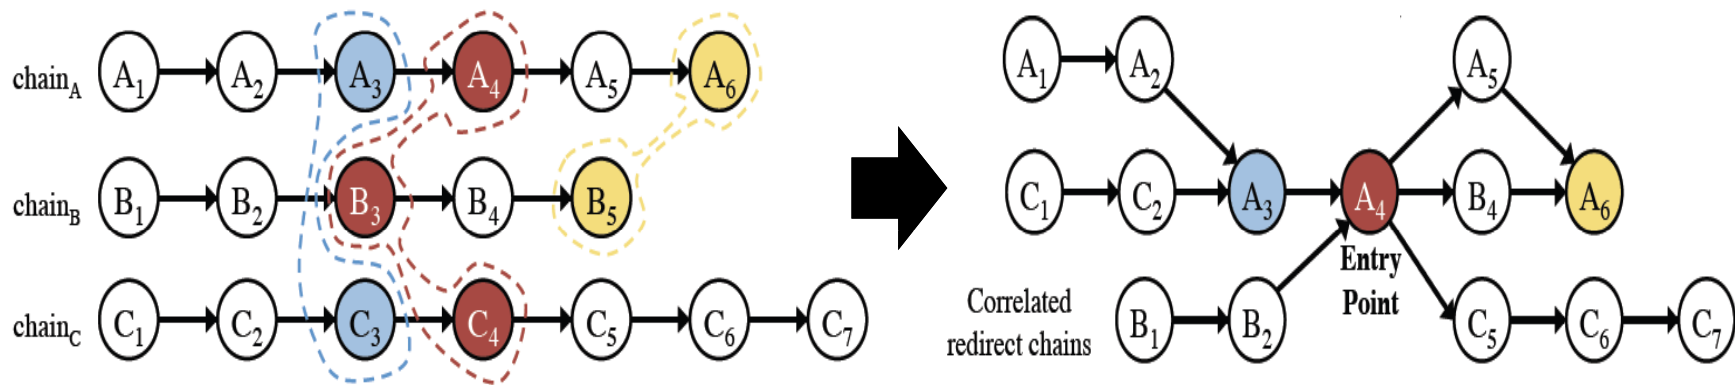 chainA A1 A2 A3 A4 A5 A6
chainB B1 B2 B3 B4 B5
chainC C1 C2 C3 C4 C5 C6 C7
A1 A2 A5
C1 C2 A3 A4 B4 A6
Entry
Point
Correlated
redirect chains
B1 B2 C5 C6 C7